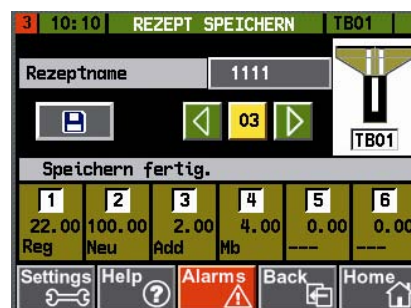 3 10:10 REZEPT SPEICHERN TB01
Rezeptname 1111
03
TB01
Speichern fertig.
1 2 3 4 5 6
22.00 100.00 2.00 4.00 0.00 0.00
Reg Neu Add Mb --- ---
Settings Help ? Alarms Back Home